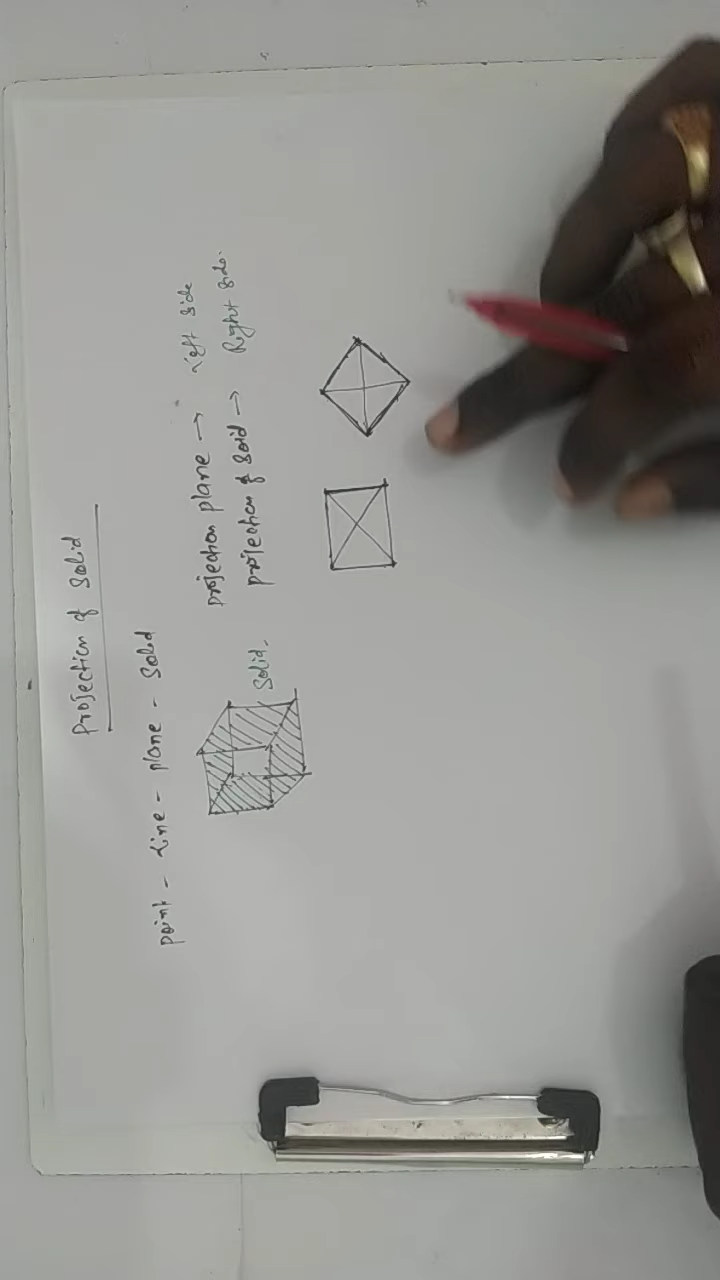 projection of solid
point - Line - plane - solid
projection plane → Left side
projection of solid → Right side.
solid.